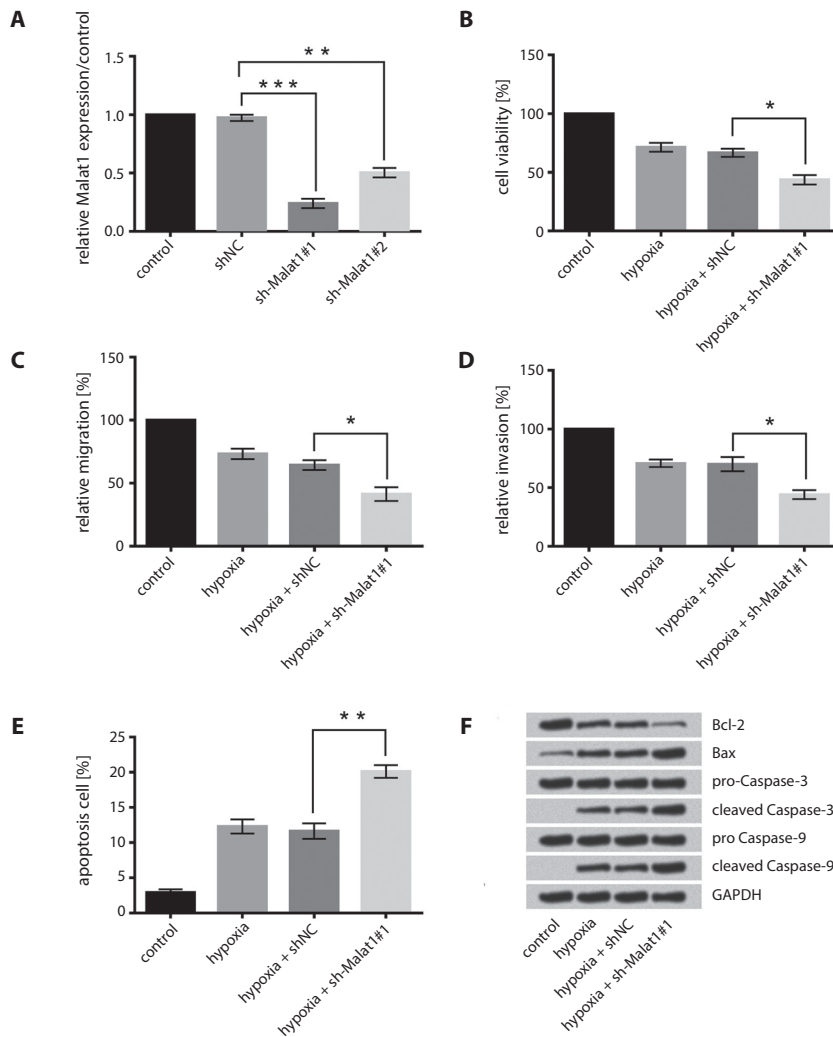 A
relative Malat1 expression/control
1.5
1.0
0.5
0.0
* *
* * *
control
shNC
sh-Malat1#1
sh-Malat1#2
B
cell viability [%]
150
100
50
0
*
control
hypoxia
hypoxia + shNC
hypoxia + sh-Malat1#1
C
relative migration [%]
150
100
50
0
*
control
hypoxia
hypoxia + shNC
hypoxia + sh-Malat1#1
D
relative invasion [%]
150
100
50
0
*
control
hypoxia
hypoxia + shNC
hypoxia + sh-Malat1#1
E
apoptosis cell [%]
25
20
15
10
5
0
* *
control
hypoxia
hypoxia + shNC
hypoxia + sh-Malat1#1
F
Bcl-2
Bax
pro-Caspase-3
cleaved Caspase-3
pro Caspase-9
cleaved Caspase-9
GAPDH
control
hypoxia
hypoxia + shNC
hypoxia + sh-Malat1#1